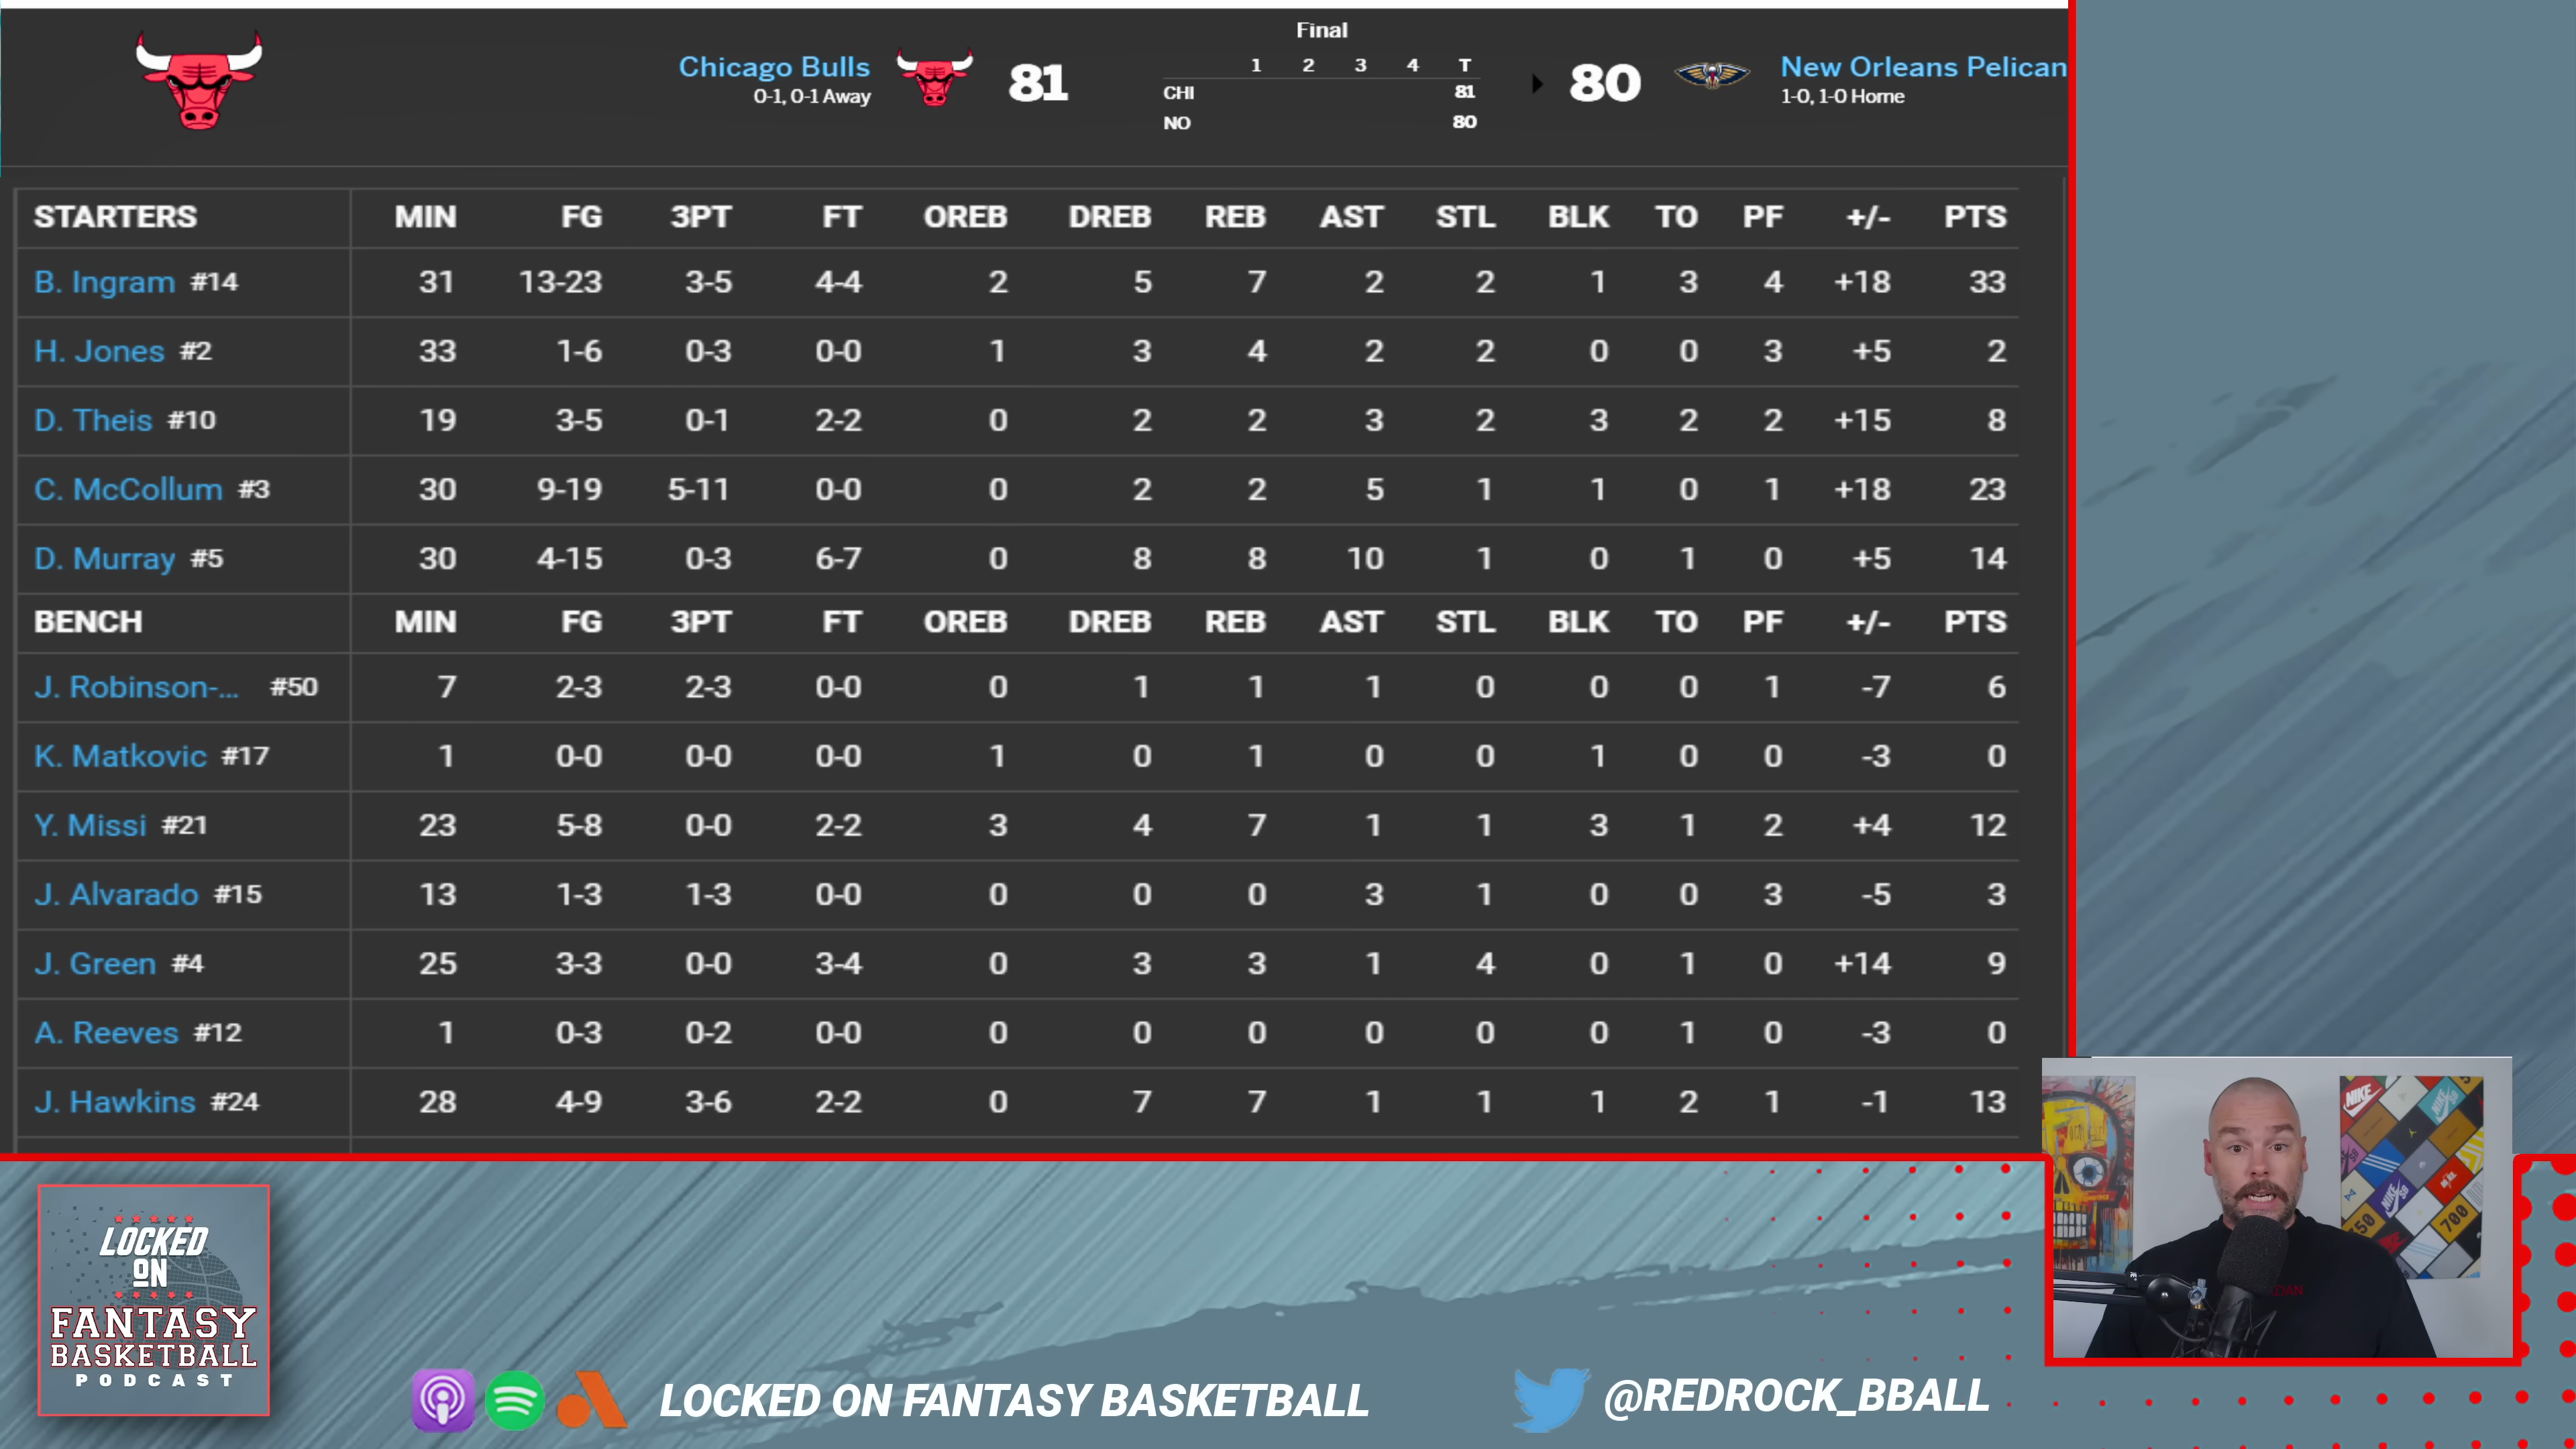 Final
Chicago Bulls
0-1, 0-1 Away
81
1 2 3 4 T
CHI 81
NO 80
80
New Orleans Pelican
1-0, 1-0 Home
STARTERS MIN FG 3PT FT OREB DREB REB AST STL BLK TO PF +/- PTS
B. Ingram #14 31 13-23 3-5 4-4 2 5 7 2 2 1 3 4 +18 33
H. Jones #2 33 1-6 0-3 0-0 1 3 4 2 2 0 0 3 +5 2
D. Theis #10 19 3-5 0-1 2-2 0 2 2 3 2 3 2 2 +15 8
C. McCollum #3 30 9-19 5-11 0-0 0 2 2 5 1 1 0 1 +18 23
D. Murray #5 30 4-15 0-3 6-7 0 8 8 10 1 0 1 0 +5 14
BENCH MIN FG 3PT FT OREB DREB REB AST STL BLK TO PF +/- PTS
J. Robinson-... #50 7 2-3 2-3 0-0 0 1 1 1 0 0 0 1 -7 6
K. Matkovic #17 1 0-0 0-0 0-0 1 0 1 0 0 1 0 0 -3 0
Y. Missi #21 23 5-8 0-0 2-2 3 4 7 1 1 3 1 2 +4 12
J. Alvarado #15 13 1-3 1-3 0-0 0 0 0 3 1 0 0 3 -5 3
J. Green #4 25 3-3 0-0 3-4 0 3 3 1 4 0 1 0 +14 9
A. Reeves #12 1 0-3 0-2 0-0 0 0 0 0 0 0 1 0 -3 0
J. Hawkins #24 28 4-9 3-6 2-2 0 7 7 1 1 1 2 1 -1 13
NIKE
NIKE
NIKE
700
LOCKED
ON
FANTASY
BASKETBALL
PODCAST
LOCKED ON FANTASY BASKETBALL
@REDROCK_BBALL